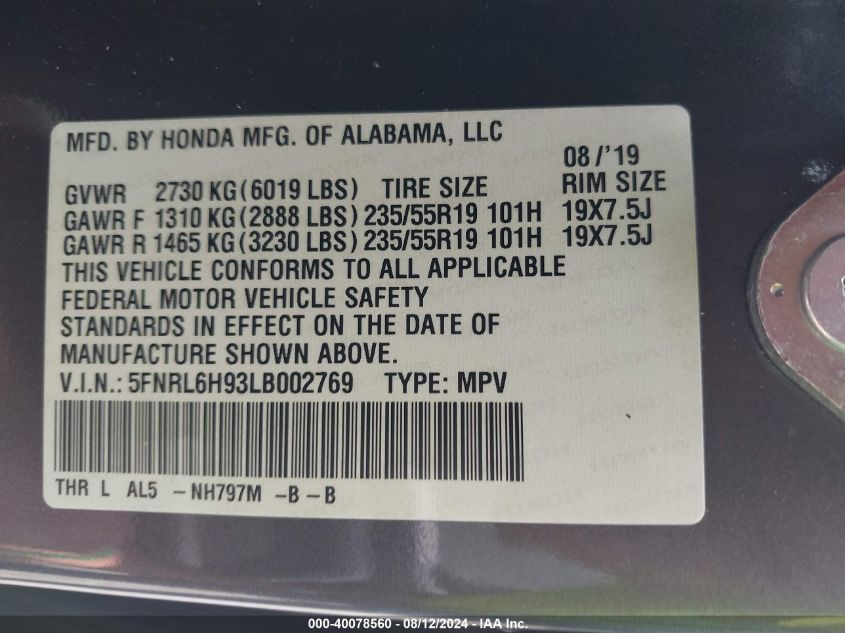 MFD. BY HONDA MFG. OF ALABAMA, LLC
08/'19
GVWR 2730 KG(6019 LBS) TIRE SIZE RIM SIZE
GAWR F 1310 KG(2888 LBS) 235/55R19 101H 19X7.5J
GAWR R 1465 KG(3230 LBS) 235/55R19 101H 19X7.5J
THIS VEHICLE CONFORMS TO ALL APPLICABLE
FEDERAL MOTOR VEHICLE SAFETY
STANDARDS IN EFFECT ON THE DATE OF
MANUFACTURE SHOWN ABOVE.
V.I.N.: 5FNRL6H93LB002769 TYPE: MPV
THR L AL5 -NH797M -B -B
000-40078560 - 08/12/2024 - IAA Inc.